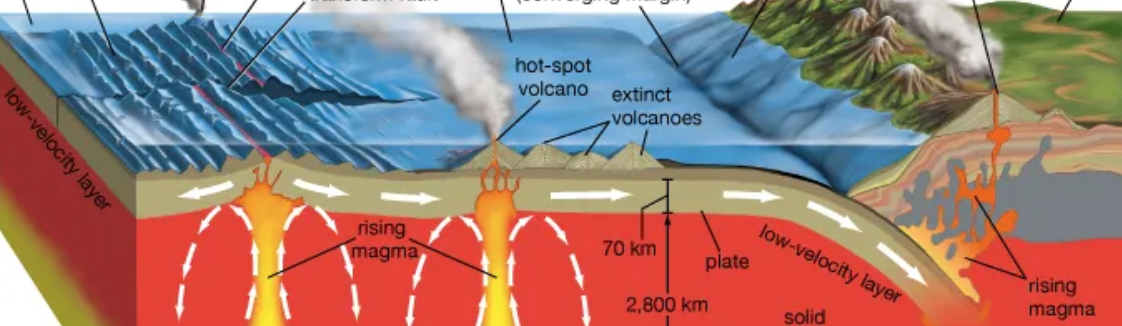 transform fault
(converging margin)
hot-spot
volcano
extinct
volcanoes
low-velocity layer
rising
magma
70 km
plate
low-velocity layer
2,800 km
rising
magma
solid